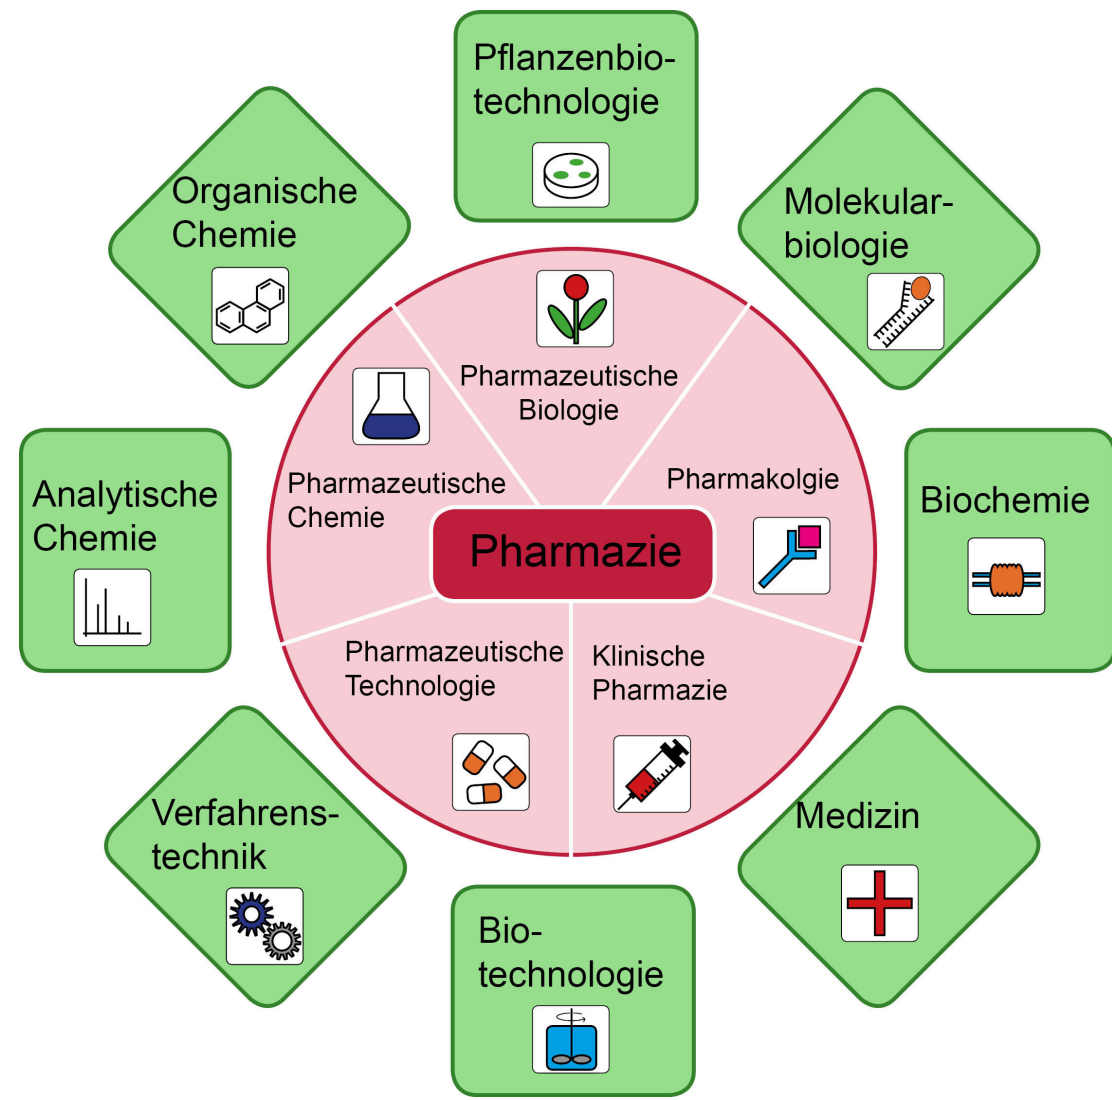 Pflanzenbio-
technologie
Organische
Chemie
Molekular-
biologie
Pharmazeutische
Biologie
Pharmazeutische
Chemie
Pharmakolgie
Analytische
Chemie
Biochemie
Pharmazie
Pharmazeutische
Technologie
Klinische
Pharmazie
Verfahrens-
technik
Medizin
Bio-
technologie